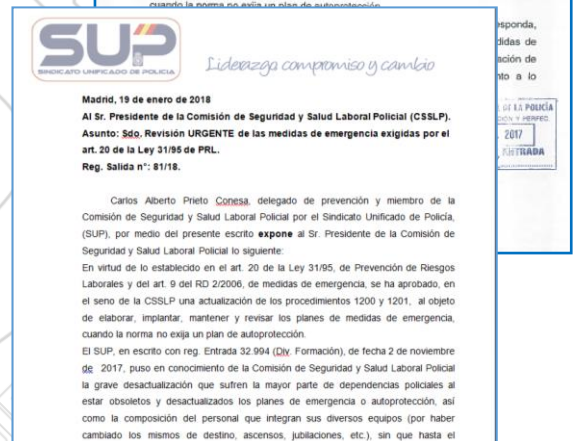 cuando la norma no exija un plan de autoprotección.
esponda,
didas de
ación de
nto a lo
DE LA POLICÍA
2017
ENTRADA
SUP
SINDICATO UNIFICADO DE POLICIA
Liderazgo compromiso y cambio
Madrid, 19 de enero de 2018
Al Sr. Presidente de la Comisión de Seguridad y Salud Laboral Policial (CSSLP).
Asunto: Sdo. Revisión URGENTE de las medidas de emergencia exigidas por el
art. 20 de la Ley 31/95 de PRL.
Reg. Salida n°: 81/18.
Carlos Alberto Prieto Conesa, delegado de prevención y miembro de la
Comisión de Seguridad y Salud Laboral Policial por el Sindicato Unificado de Policía,
(SUP), por medio del presente escrito expone al Sr. Presidente de la Comisión de
Seguridad y Salud Laboral Policial lo siguiente:
En virtud de lo establecido en el art. 20 de la Ley 31/95, de Prevención de Riesgos
Laborales y del art. 9 del RD 2/2006, de medidas de emergencia, se ha aprobado, en
el seno de la CSSLP una actualización de los procedimientos 1200 y 1201, al objeto
de elaborar, implantar, mantener y revisar los planes de medidas de emergencia,
cuando la norma no exija un plan de autoprotección.
El SUP, en escrito con reg. Entrada 32.994 (Div. Formación), de fecha 2 de noviembre
de 2017, puso en conocimiento de la Comisión de Seguridad y Salud Laboral Policial
la grave desactualización que sufren la mayor parte de dependencias policiales al
estar obsoletos y desactualizados los planes de emergencia o autoprotección, así
como la composición del personal que integran sus diversos equipos (por haber
cambiado los mismos de destino, ascensos, jubilaciones, etc.), sin que hasta el